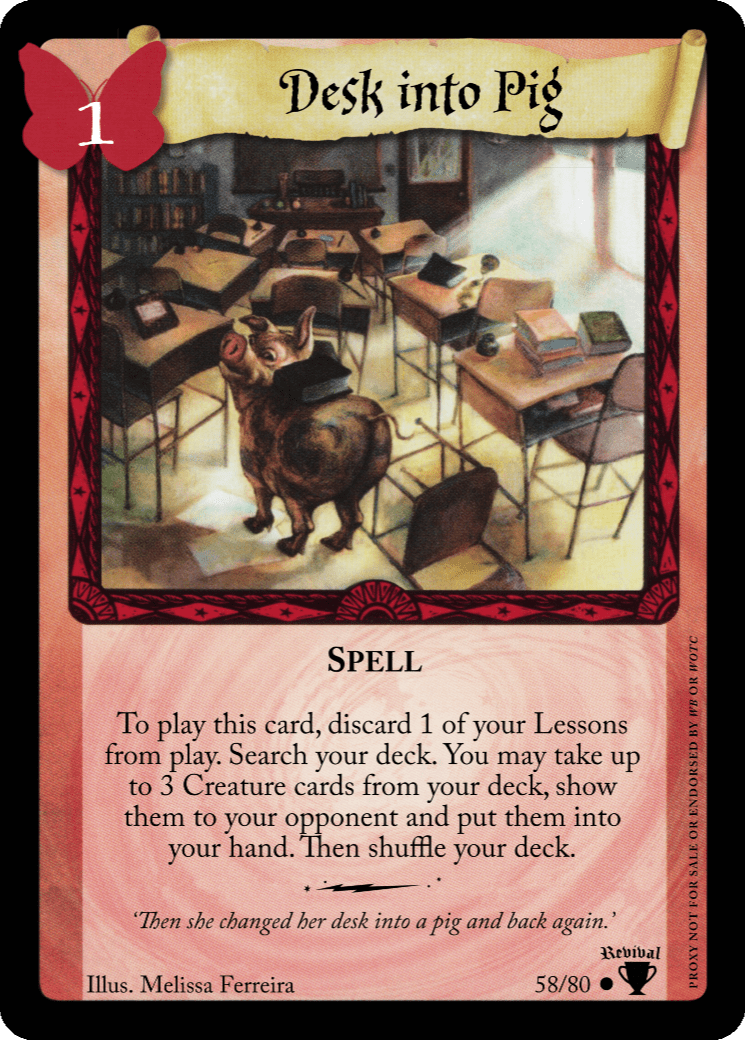 1
Desk into Pig
SPELL
To play this card, discard 1 of your Lessons
from play. Search your deck. You may take up
to 3 Creature cards from your deck, show
them to your opponent and put them into
your hand. Then shuffle your deck.
‘Then she changed her desk into a pig and back again.’
Revival
Illus. Melissa Ferreira
58/80
PROXY NOT FOR SALE OR ENDORSED BY WB OR WOTC